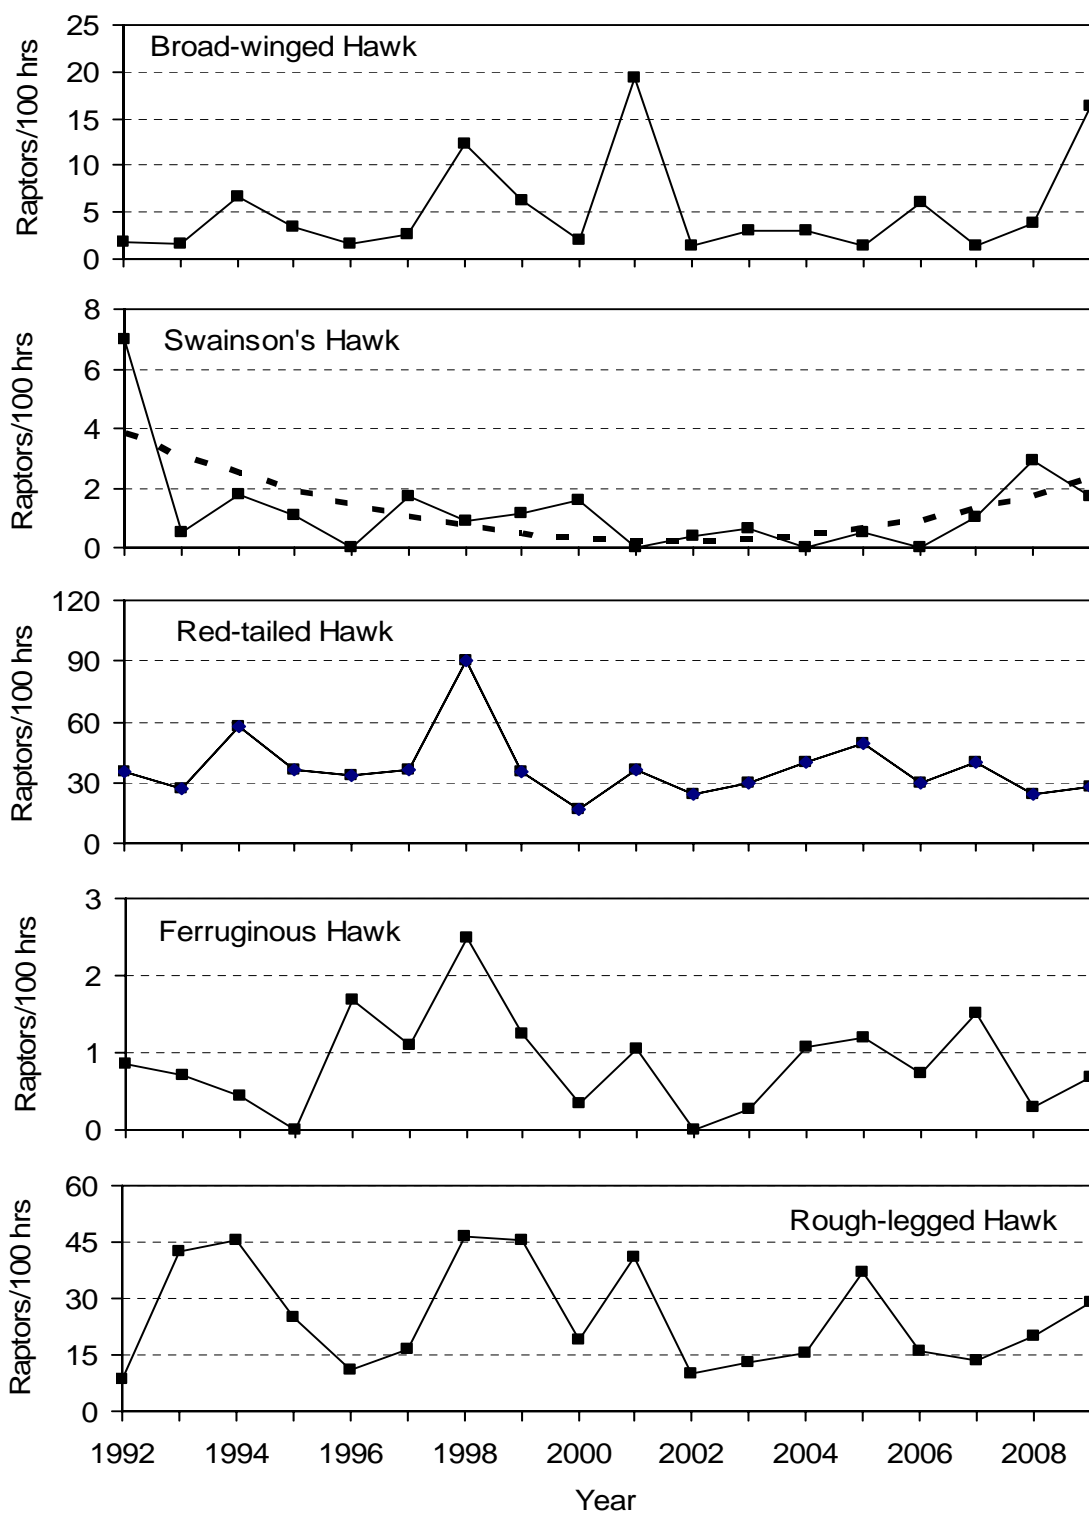 Broad-winged Hawk
Raptors/100 hrs
25
20
15
10
5
0
Swainson's Hawk
Raptors/100 hrs
8
6
4
2
0
Red-tailed Hawk
Raptors/100 hrs
120
90
60
30
0
Ferruginous Hawk
Raptors/100 hrs
3
2
1
0
Rough-legged Hawk
Raptors/100 hrs
60
45
30
15
0
1992 1994 1996 1998 2000 2002 2004 2006 2008
Year